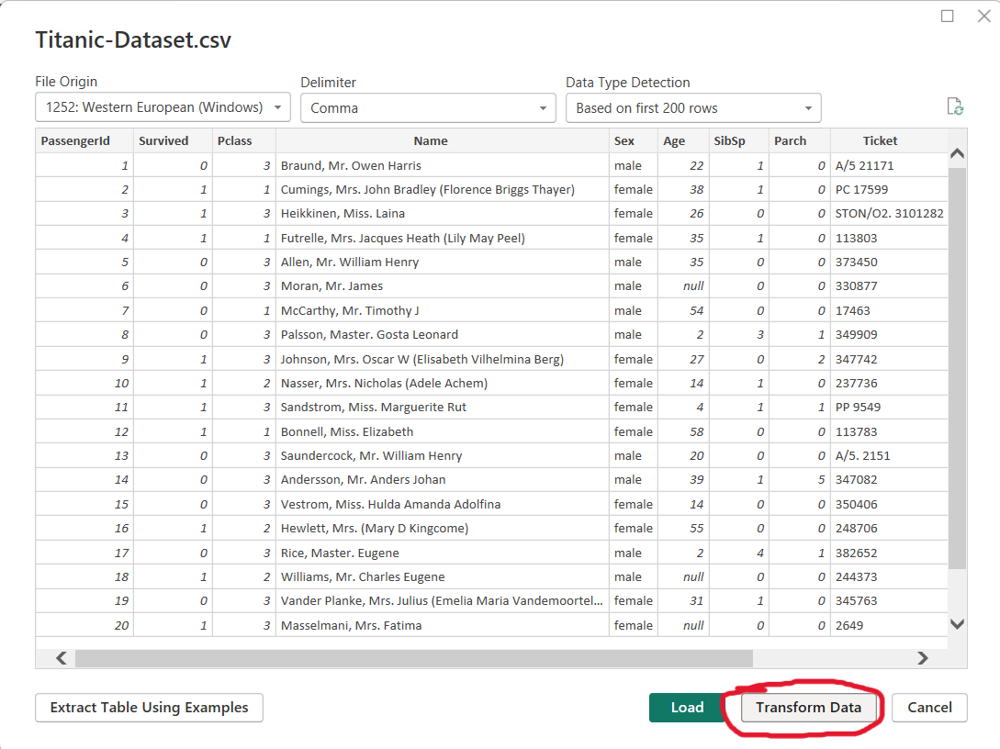 Titanic-Dataset.csv
File Origin Delimiter Data Type Detection
1252: Western European (Windows) Comma Based on first 200 rows
PassengerId Survived Pclass Name Sex Age SibSp Parch Ticket
1 0 3 Braund, Mr. Owen Harris male 22 1 0 A/5 21171
2 1 1 Cumings, Mrs. John Bradley (Florence Briggs Thayer) female 38 1 0 PC 17599
3 1 3 Heikkinen, Miss. Laina female 26 0 0 STON/O2. 3101282
4 1 1 Futrelle, Mrs. Jacques Heath (Lily May Peel) female 35 1 0 113803
5 0 3 Allen, Mr. William Henry male 35 0 0 373450
6 0 3 Moran, Mr. James male null 0 0 330877
7 0 1 McCarthy, Mr. Timothy J male 54 0 0 17463
8 0 3 Palsson, Master. Gosta Leonard male 2 3 1 349909
9 1 3 Johnson, Mrs. Oscar W (Elisabeth Vilhelmina Berg) female 27 0 2 347742
10 1 2 Nasser, Mrs. Nicholas (Adele Achem) female 14 1 0 237736
11 1 3 Sandstrom, Miss. Marguerite Rut female 4 1 1 PP 9549
12 1 1 Bonnell, Miss. Elizabeth female 58 0 0 113783
13 0 3 Saundercock, Mr. William Henry male 20 0 0 A/5. 2151
14 0 3 Andersson, Mr. Anders Johan male 39 1 5 347082
15 0 3 Vestrom, Miss. Hulda Amanda Adolfina female 14 0 0 350406
16 1 2 Hewlett, Mrs. (Mary D Kingcome) female 55 0 0 248706
17 0 3 Rice, Master. Eugene male 2 4 1 382652
18 1 2 Williams, Mr. Charles Eugene male null 0 0 244373
19 0 3 Vander Planke, Mrs. Julius (Emelia Maria Vandemoortel... female 31 1 0 345763
20 1 3 Masselmani, Mrs. Fatima female null 0 0 2649
Extract Table Using Examples Load Transform Data Cancel